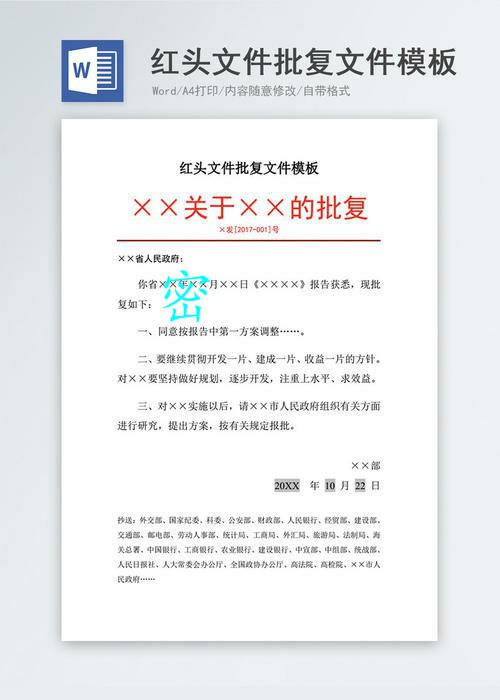 W
红头文件批复文件模板
Word/A4打印/内容随意修改/自带格式
红头文件批复文件模板
××关于××的批复
×发[2017-001]号
××省人民政府：
你省××年××月××日《××××》报告获悉，现批
复如下：
密
一、同意按报告中第一方案调整……。
二、要继续贯彻开发一片、建成一片、收益一片的方针。
对××要坚持做好规划，逐步开发，注重上水平、求效益。
三、对××实施以后，请××市人民政府组织有关方面
进行研究，提出方案，按有关规定报批。
××部
20XX 年 10 月 22 日
抄送：外交部、国家纪委、科委、公安部、财政部、人民银行、经贸部、建设部、
交通部、邮电部、劳动人事部、统计局、工商局、外汇局、旅游局、法制局、海
关总署、中国银行、工商银行、农业银行、建设银行、中宣部、中组部、统战部、
人民日报社、人大常委会办公厅、全国政协办公厅、高法院、高检院、××市人
民政府……